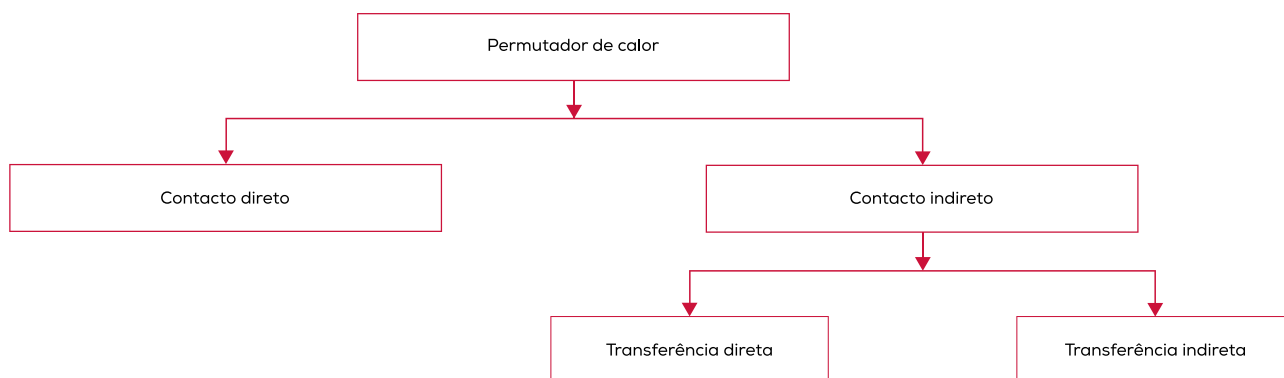 Permutador de calor
Contacto direto
Contacto indireto
Transferência direta
Transferência indireta